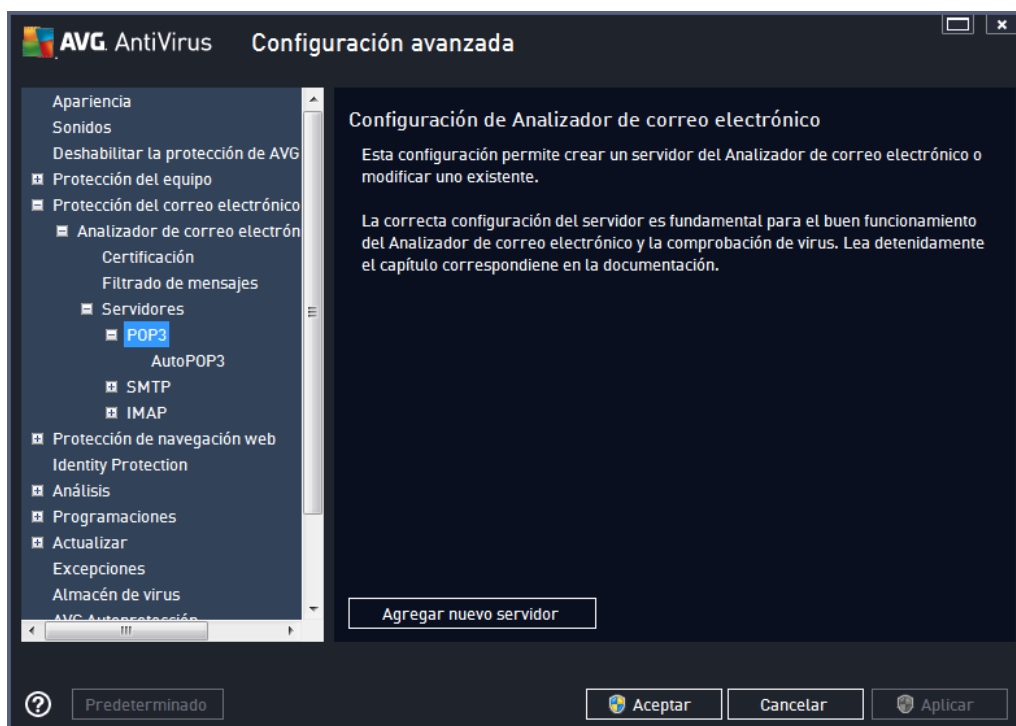 AVG. AntiVirus Configuración avanzada
Apariencia
Sonidos
Deshabilitar la protección de AVG
Protección del equipo
Protección del correo electrónico
Analizador de correo electrón
Certificación
Filtrado de mensajes
Servidores
POP3
AutoPOP3
SMTP
IMAP
Protección de navegación web
Identity Protection
Análisis
Programaciones
Actualizar
Excepciones
Almacén de virus
AVG Autoprotección
Configuración de Analizador de correo electrónico
Esta configuración permite crear un servidor del Analizador de correo electrónico o
modificar uno existente.
La correcta configuración del servidor es fundamental para el buen funcionamiento
del Analizador de correo electrónico y la comprobación de virus. Lea detenidamente
el capítulo correspondiene en la documentación.
Agregar nuevo servidor
Predeterminado
Aceptar
Cancelar
Aplicar